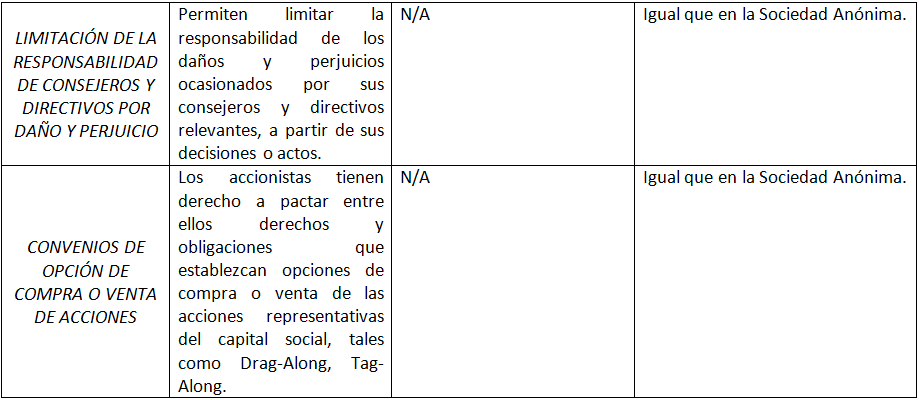 LIMITACIÓN DE LA
RESPONSABILIDAD
DE CONSEJEROS Y
DIRECTIVOS POR
DAÑO Y PERJUICIO
Permiten limitar la
responsabilidad de los
daños y perjuicios
ocasionados por sus
consejeros y directivos
relevantes, a partir de sus
decisiones o actos.
N/A
Igual que en la Sociedad Anónima.
CONVENIOS DE
OPCIÓN DE
COMPRA O VENTA
DE ACCIONES
Los accionistas tienen
derecho a pactar entre
ellos derechos y
obligaciones que
establezcan opciones de
compra o venta de las
acciones representativas
del capital social, tales
como Drag-Along, Tag-
Along.
N/A
Igual que en la Sociedad Anónima.